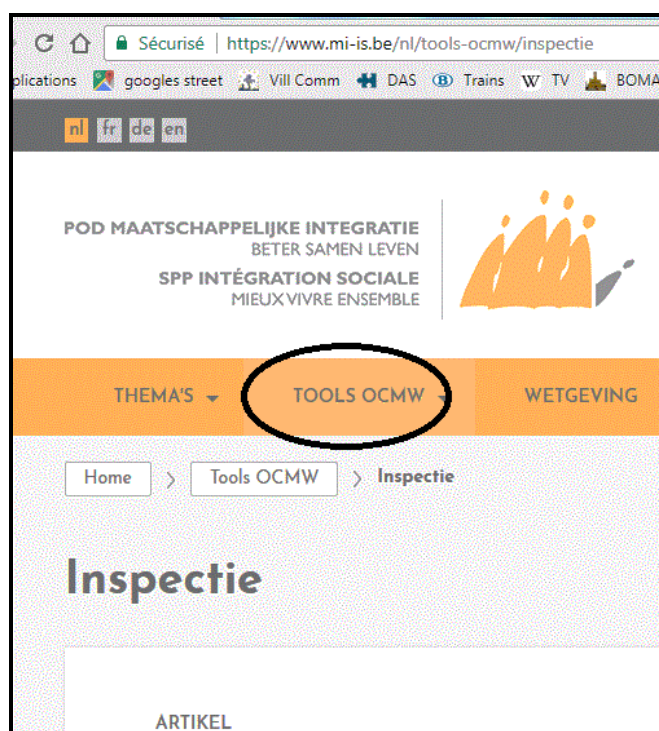 Sécurisé | https://www.mi-is.be/nl/tools-ocmw/inspectie
plications googles street Vill Comm DAS B Trains W TV BOMA
nl fr de en
POD MAATSCHAPPELIJKE INTEGRATIE
BETER SAMEN LEVEN
SPP INTÉGRATION SOCIALE
MIEUX VIVRE ENSEMBLE
THEMA'S TOOLS OCMW WETGEVING
Home > Tools OCMW > Inspectie
Inspectie
ARTIKEL